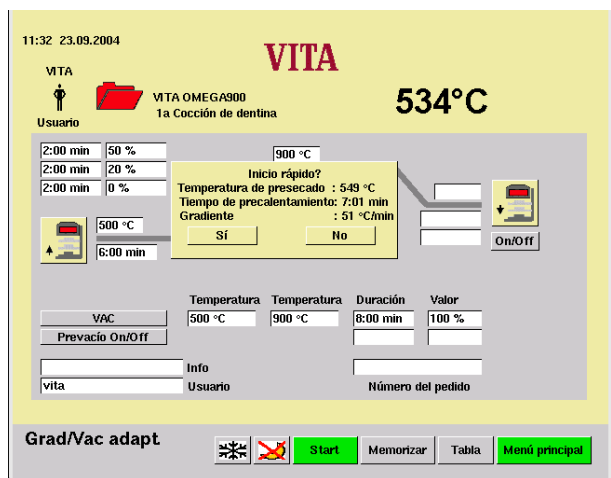 11:32 23.09.2004
VITA
VITA
Usuario
VITA OMEGA900
1a Cocción de dentina
534°C
2:00 min 50 %
2:00 min 20 %
2:00 min 0 %
900 °C
Inicio rápido?
Temperatura de presecado : 549 °C
Tiempo de precalentamiento: 7:01 min
Gradiente : 51 °C/min
Sí No
500 °C
6:00 min
On/Off
Temperatura Temperatura Duración Valor
VAC 500 °C 900 °C 8:00 min 100 %
Prevacío On/Off
Info
vita Usuario Número del pedido
Grad/Vac adapt.
Start Memorizar Tabla Menú principal